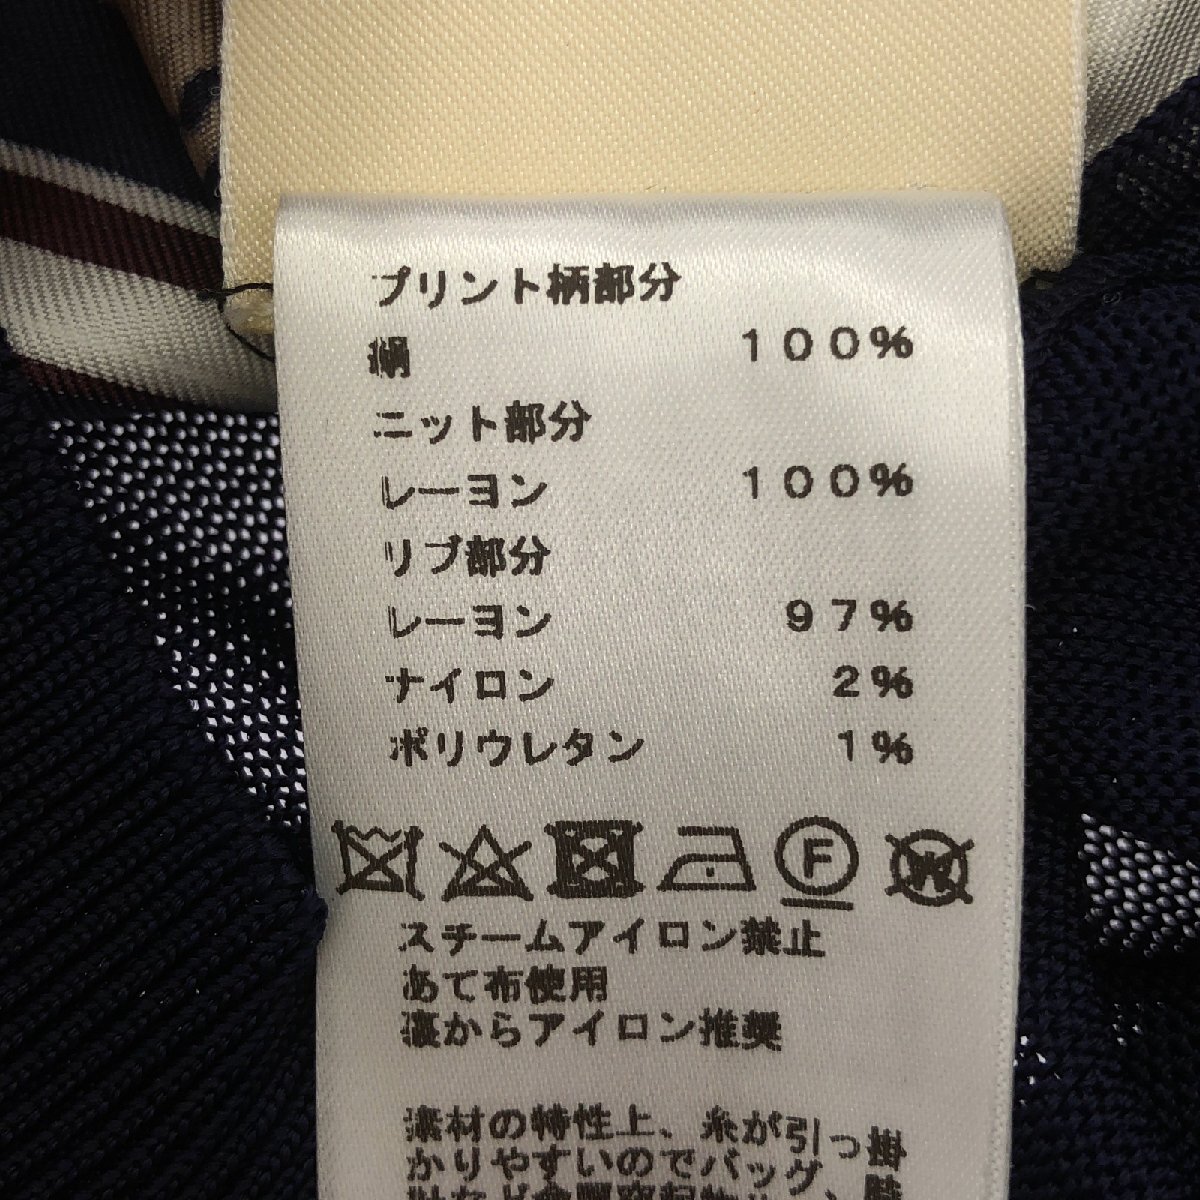 プリント柄部分
絹 100%
ニット部分
レーヨン 100%
リブ部分
レーヨン 97%
ナイロン 2%
ポリウレタン 1%
F W
スチームアイロン禁止
あて布使用
裏からアイロン推奨
素材の特性上、糸が引っ掛
かりやすいのでバッグ、